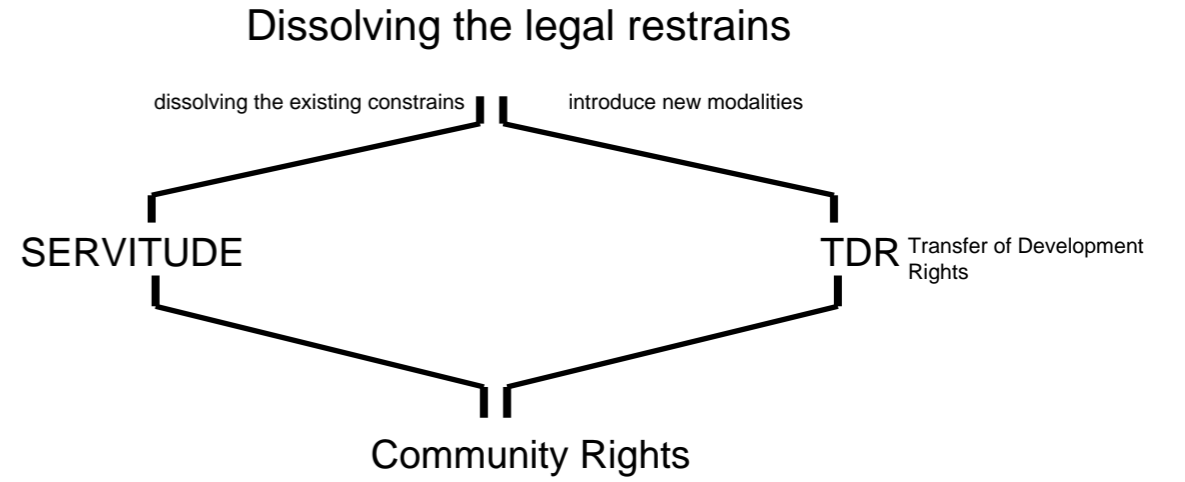 Dissolving the legal restrains
dissolving the existing constrains
introduce new modalities
SERVITUDE
TDR
Transfer of Development
Rights
Community Rights